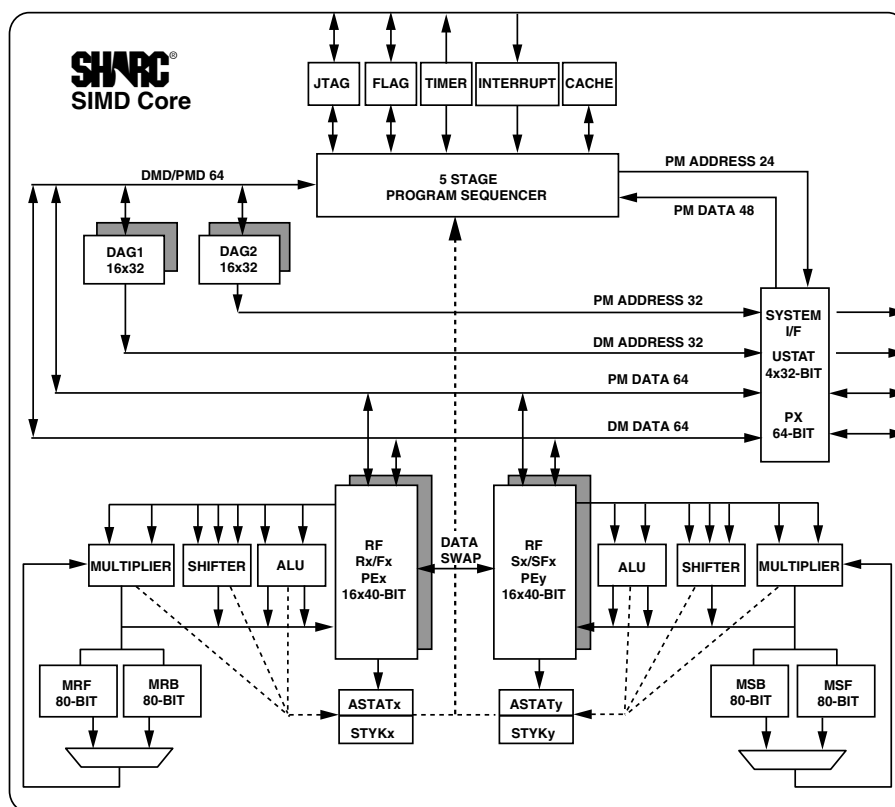 SHARC®
SIMD Core
JTAG
FLAG
TIMER
INTERRUPT
CACHE
5 STAGE
PROGRAM SEQUENCER
PM ADDRESS 24
PM DATA 48
DMD/PMD 64
DAG1
16x32
DAG2
16x32
PM ADDRESS 32
DM ADDRESS 32
PM DATA 64
DM DATA 64
SYSTEM
I/F
USTAT
4x32-BIT
PX
64-BIT
MULTIPLIER
SHIFTER
ALU
RF
Rx/Fx
PEx
16x40-BIT
DATA
SWAP
RF
Sx/SFx
PEy
16x40-BIT
ALU
SHIFTER
MULTIPLIER
MRF
80-BIT
MRB
80-BIT
ASTATx
STYKx
ASTATy
STYKy
MSB
80-BIT
MSF
80-BIT